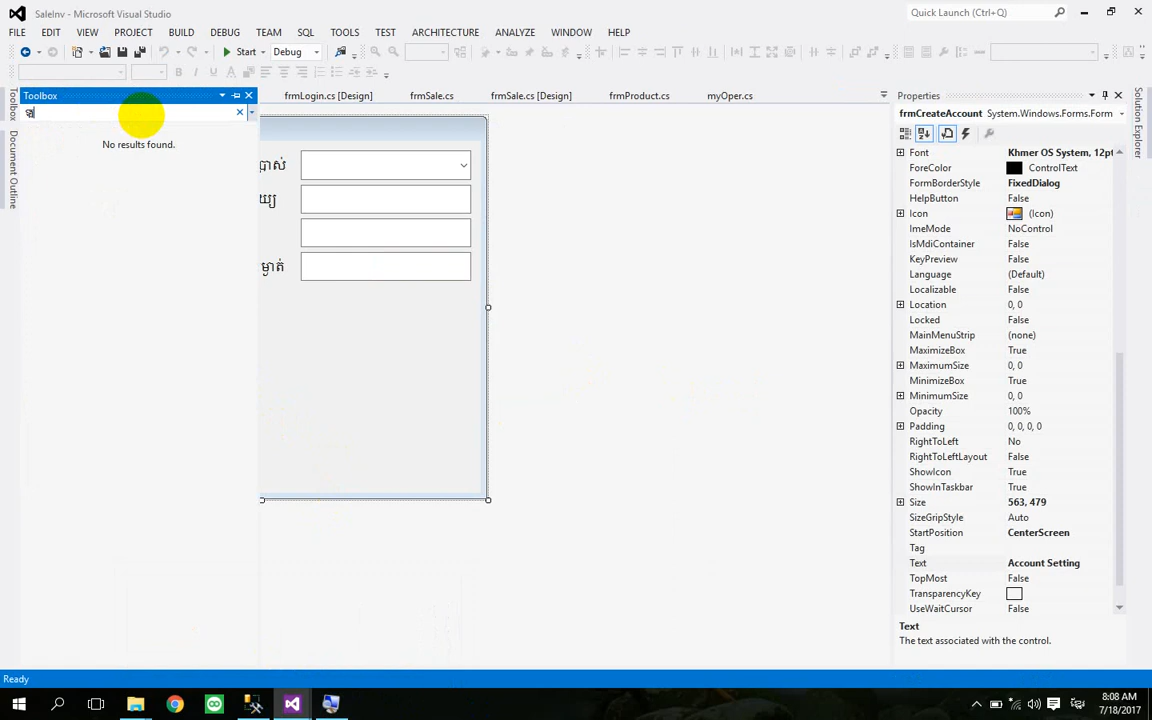 SaleInv - Microsoft Visual Studio
Quick Launch (Ctrl+Q)
FILE EDIT VIEW PROJECT BUILD DEBUG TEAM SQL TOOLS TEST ARCHITECTURE ANALYZE WINDOW HELP
Start Debug
Toolbox
frmLogin.cs [Design] frmSale.cs frmSale.cs [Design] frmProduct.cs myOper.cs
No results found.
Toolbox
Document Outline
Properties
frmCreateAccount System.Windows.Forms.Form
Font Khmer OS System, 12pt
ForeColor ControlText
FormBorderStyle FixedDialog
HelpButton False
Icon (Icon)
ImeMode NoControl
IsMdiContainer False
KeyPreview False
Language (Default)
Localizable False
Location 0, 0
Locked False
MainMenuStrip (none)
MaximizeBox True
MaximumSize 0, 0
MinimizeBox True
MinimumSize 0, 0
Opacity 100%
Padding 0, 0, 0, 0
RightToLeft No
RightToLeftLayout False
ShowIcon True
ShowInTaskbar True
Size 563, 479
SizeGripStyle Auto
StartPosition CenterScreen
Tag
Text Account Setting
TopMost False
TransparencyKey
UseWaitCursor False
Text
The text associated with the control.
Solution Explorer
Ready
8:08 AM
7/18/2017